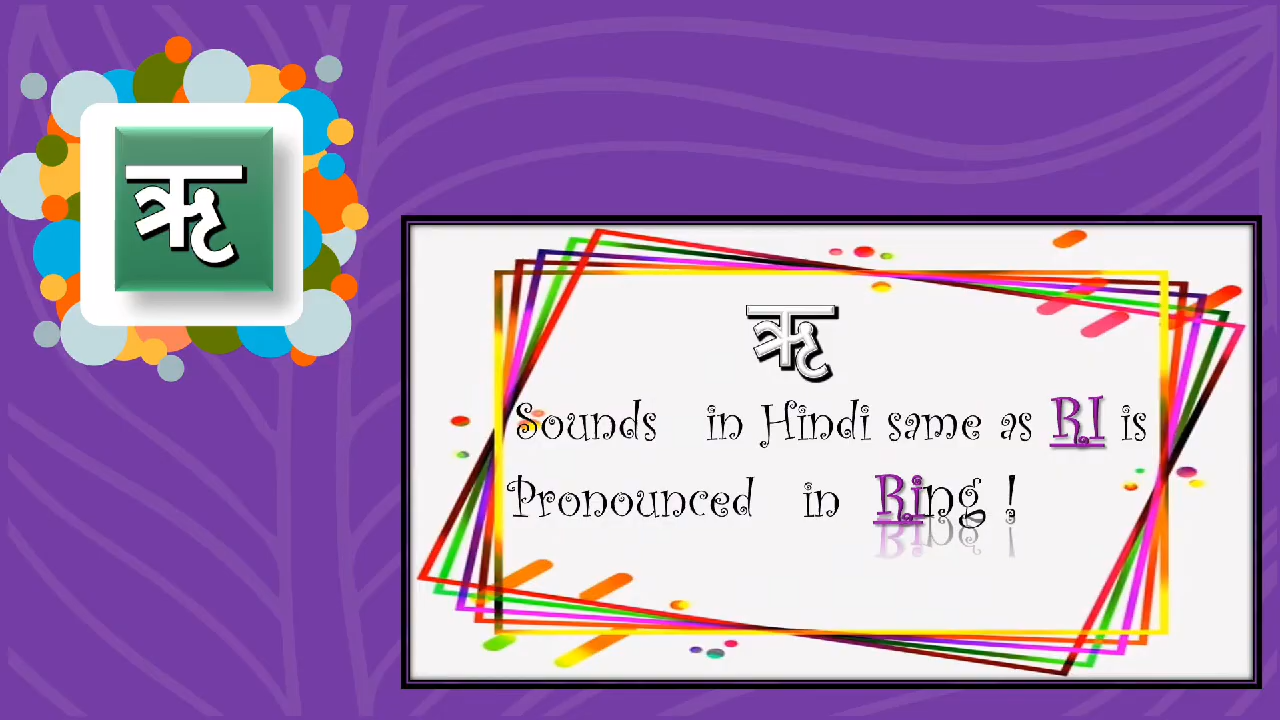 ऋ
ऋ
Sounds in Hindi same as RI is
Pronounced in Ring !